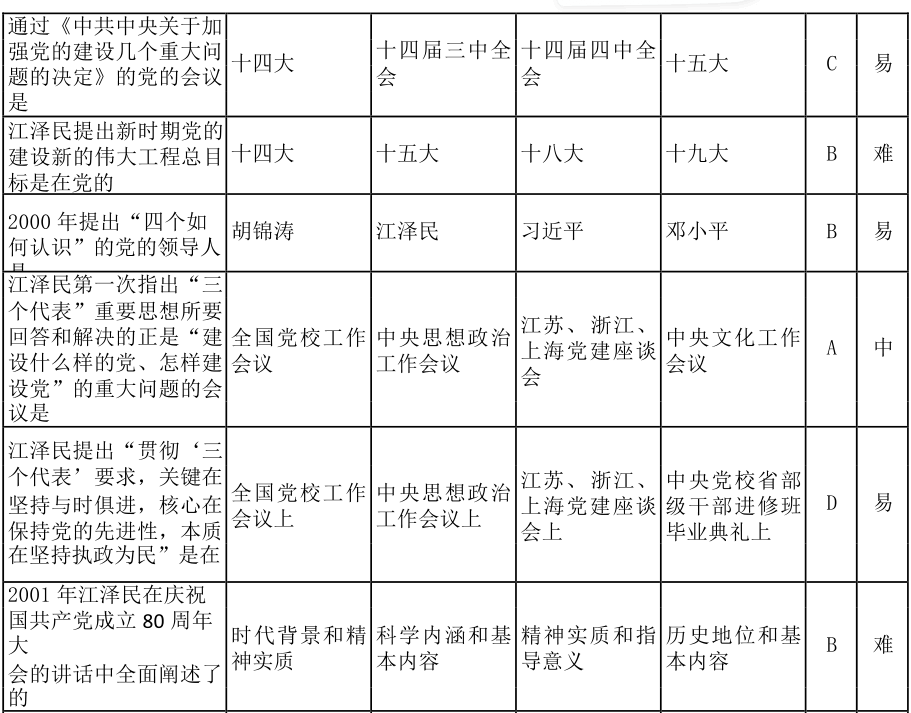 通过《中共中央关于加
强党的建设几个重大问
题的决定》的党的会议
是
十四大
十四届三中全
会
十四届四中全
会
十五大
C
易
江泽民提出新时期党的
建设新的伟大工程总目
标是在党的
十四大
十五大
十八大
十九大
B
难
2000 年提出“四个如
何认识”的党的领导人
胡锦涛
江泽民
习近平
邓小平
B
易
江泽民第一次指出“三
个代表”重要思想所要
回答和解决的正是“建
设什么样的党、怎样建
设党”的重大问题的会
议是
全国党校工作
会议
中央思想政治
工作会议
江苏、浙江、
上海党建座谈
会
中央文化工作
会议
A
中
江泽民提出“贯彻‘三
个代表’要求，关键在
坚持与时俱进，核心在
保持党的先进性，本质
在坚持执政为民”是在
全国党校工作
会议上
中央思想政治
工作会议上
江苏、浙江、
上海党建座谈
会上
中央党校省部
级干部进修班
毕业典礼上
D
易
2001 年江泽民在庆祝
国共产党成立 80 周年
大
会的讲话中全面阐述了
的
时代背景和精
神实质
科学内涵和基
本内容
精神实质和指
导意义
历史地位和基
本内容
B
难